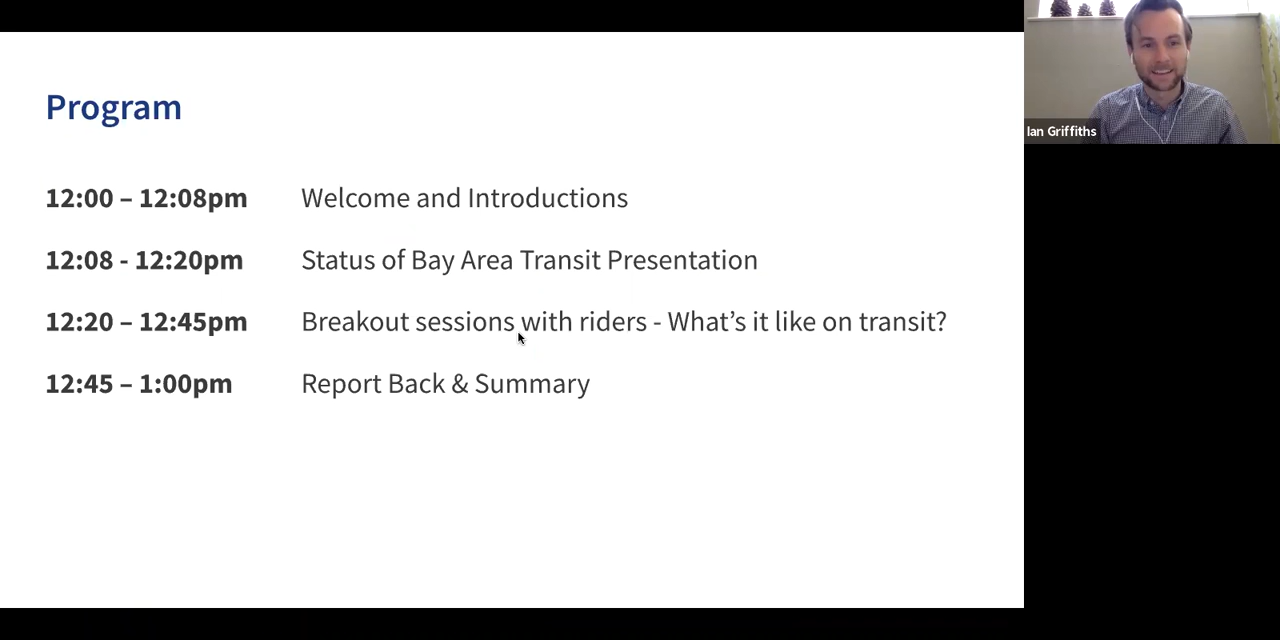 Program
12:00 – 12:08pm Welcome and Introductions
12:08 - 12:20pm Status of Bay Area Transit Presentation
12:20 – 12:45pm Breakout sessions with riders - What’s it like on transit?
12:45 – 1:00pm Report Back & Summary
Ian Griffiths